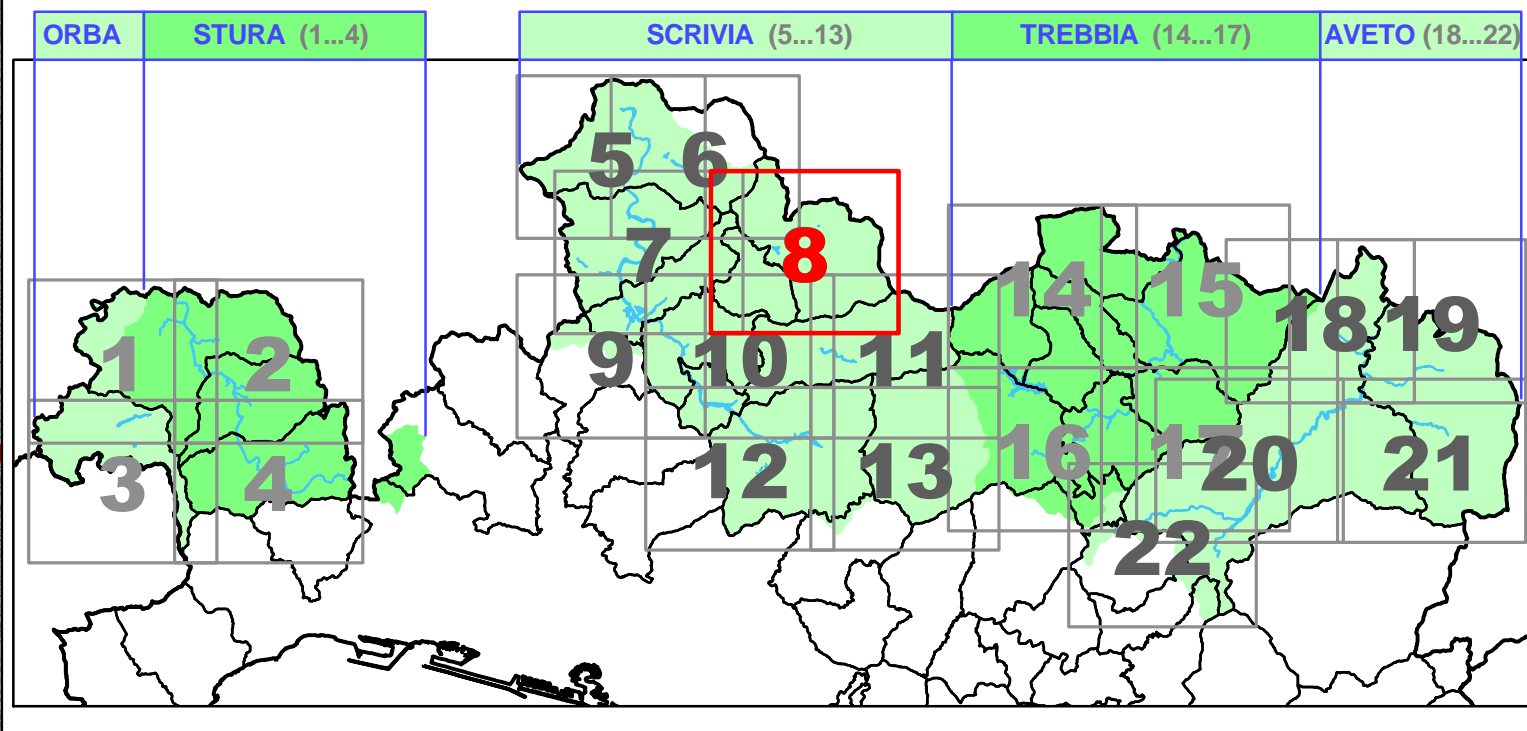 ORBA STURA (1...4) SCRIVIA (5...13) TREBBIA (14...17) AVETO (18...22)
5 6
7 8 14 15
1 2 9 10 11 18 19
3 4 12 13 16 17 20 21
22